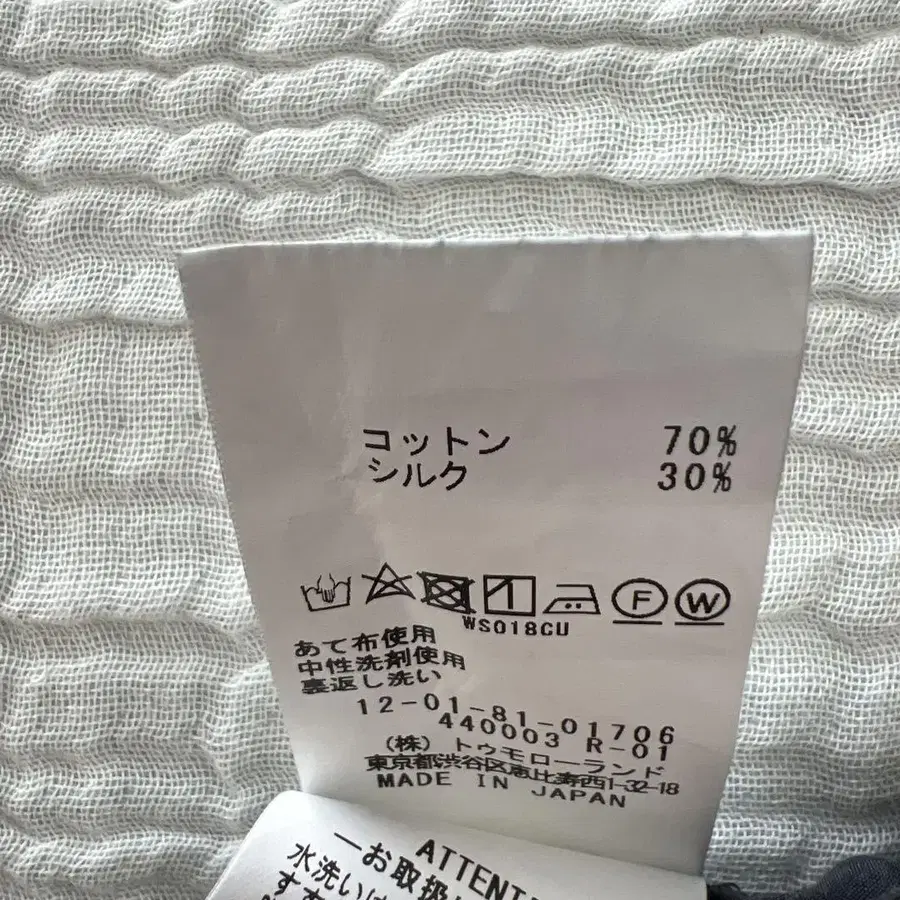 コットン 70%
シルク 30%
F W
WS018CU
あて布使用
中性洗剤使用
裏返し洗い
12-01-81-01706
440003 R-01
(株) トゥモローランド
東京都渋谷区恵比寿西1-32-18
MADE IN JAPAN
ATTENT
―お取扱い
水洗いは